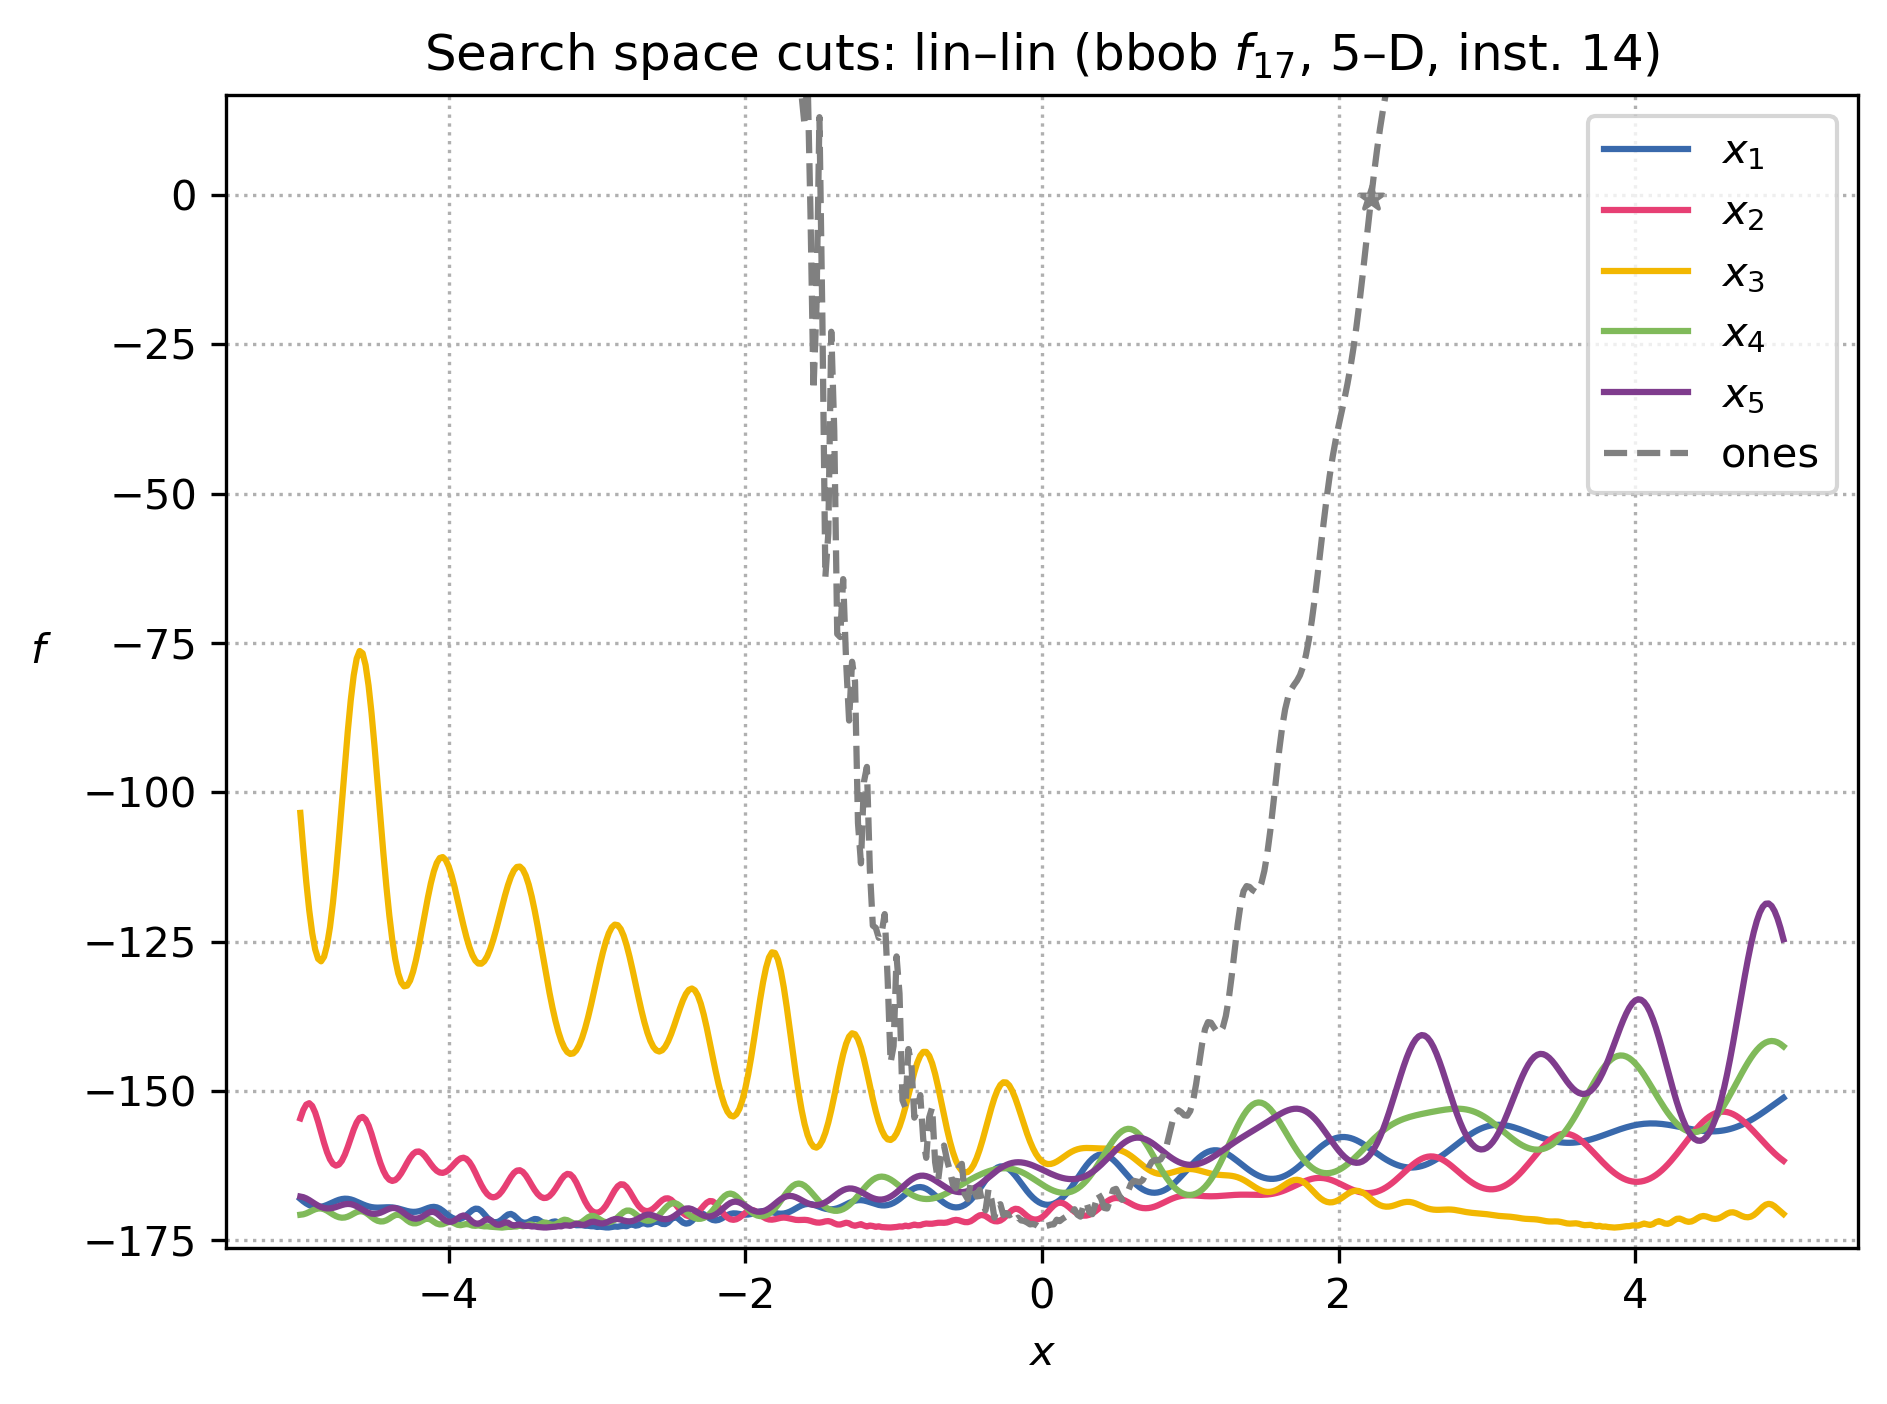 Search space cuts: lin–lin (bbob f₁₇, 5–D, inst. 14)
x₁
x₂
x₃
x₄
x₅
ones
0
−25
−50
−75
−100
−125
−150
−175
f
−4
−2
0
2
4
x